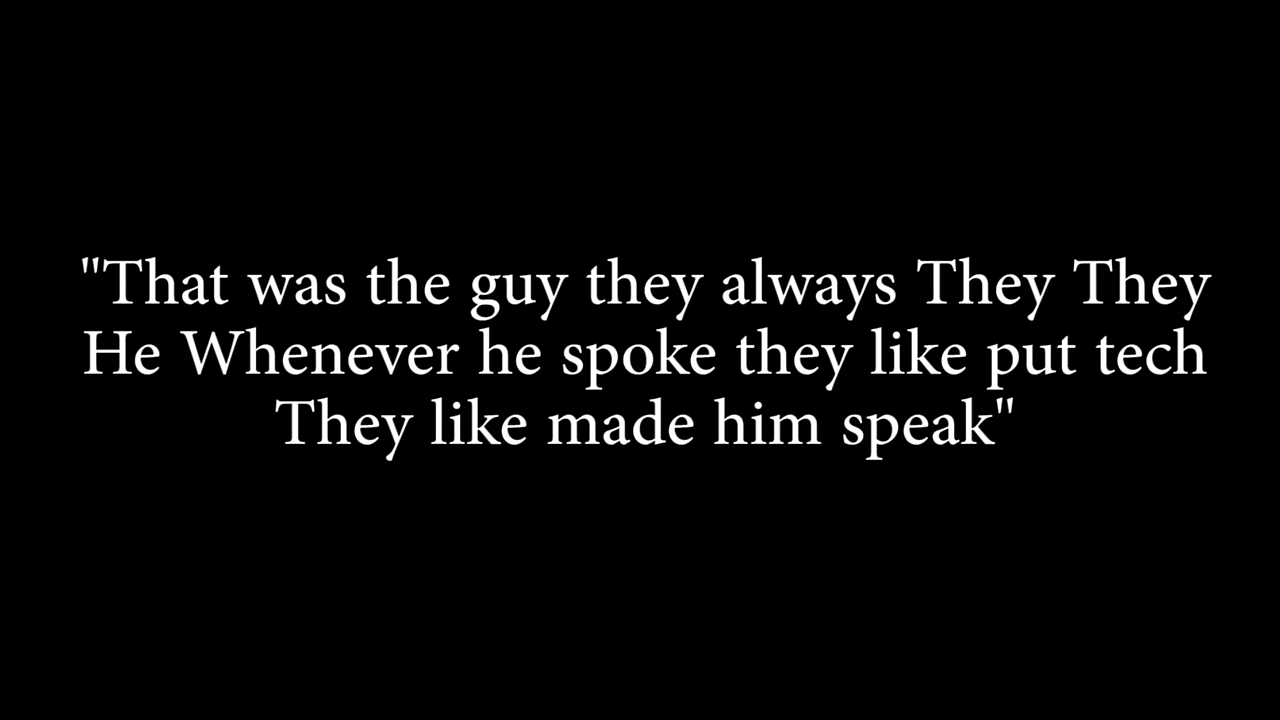 "That was the guy they always They They
He Whenever he spoke they like put tech
They like made him speak"